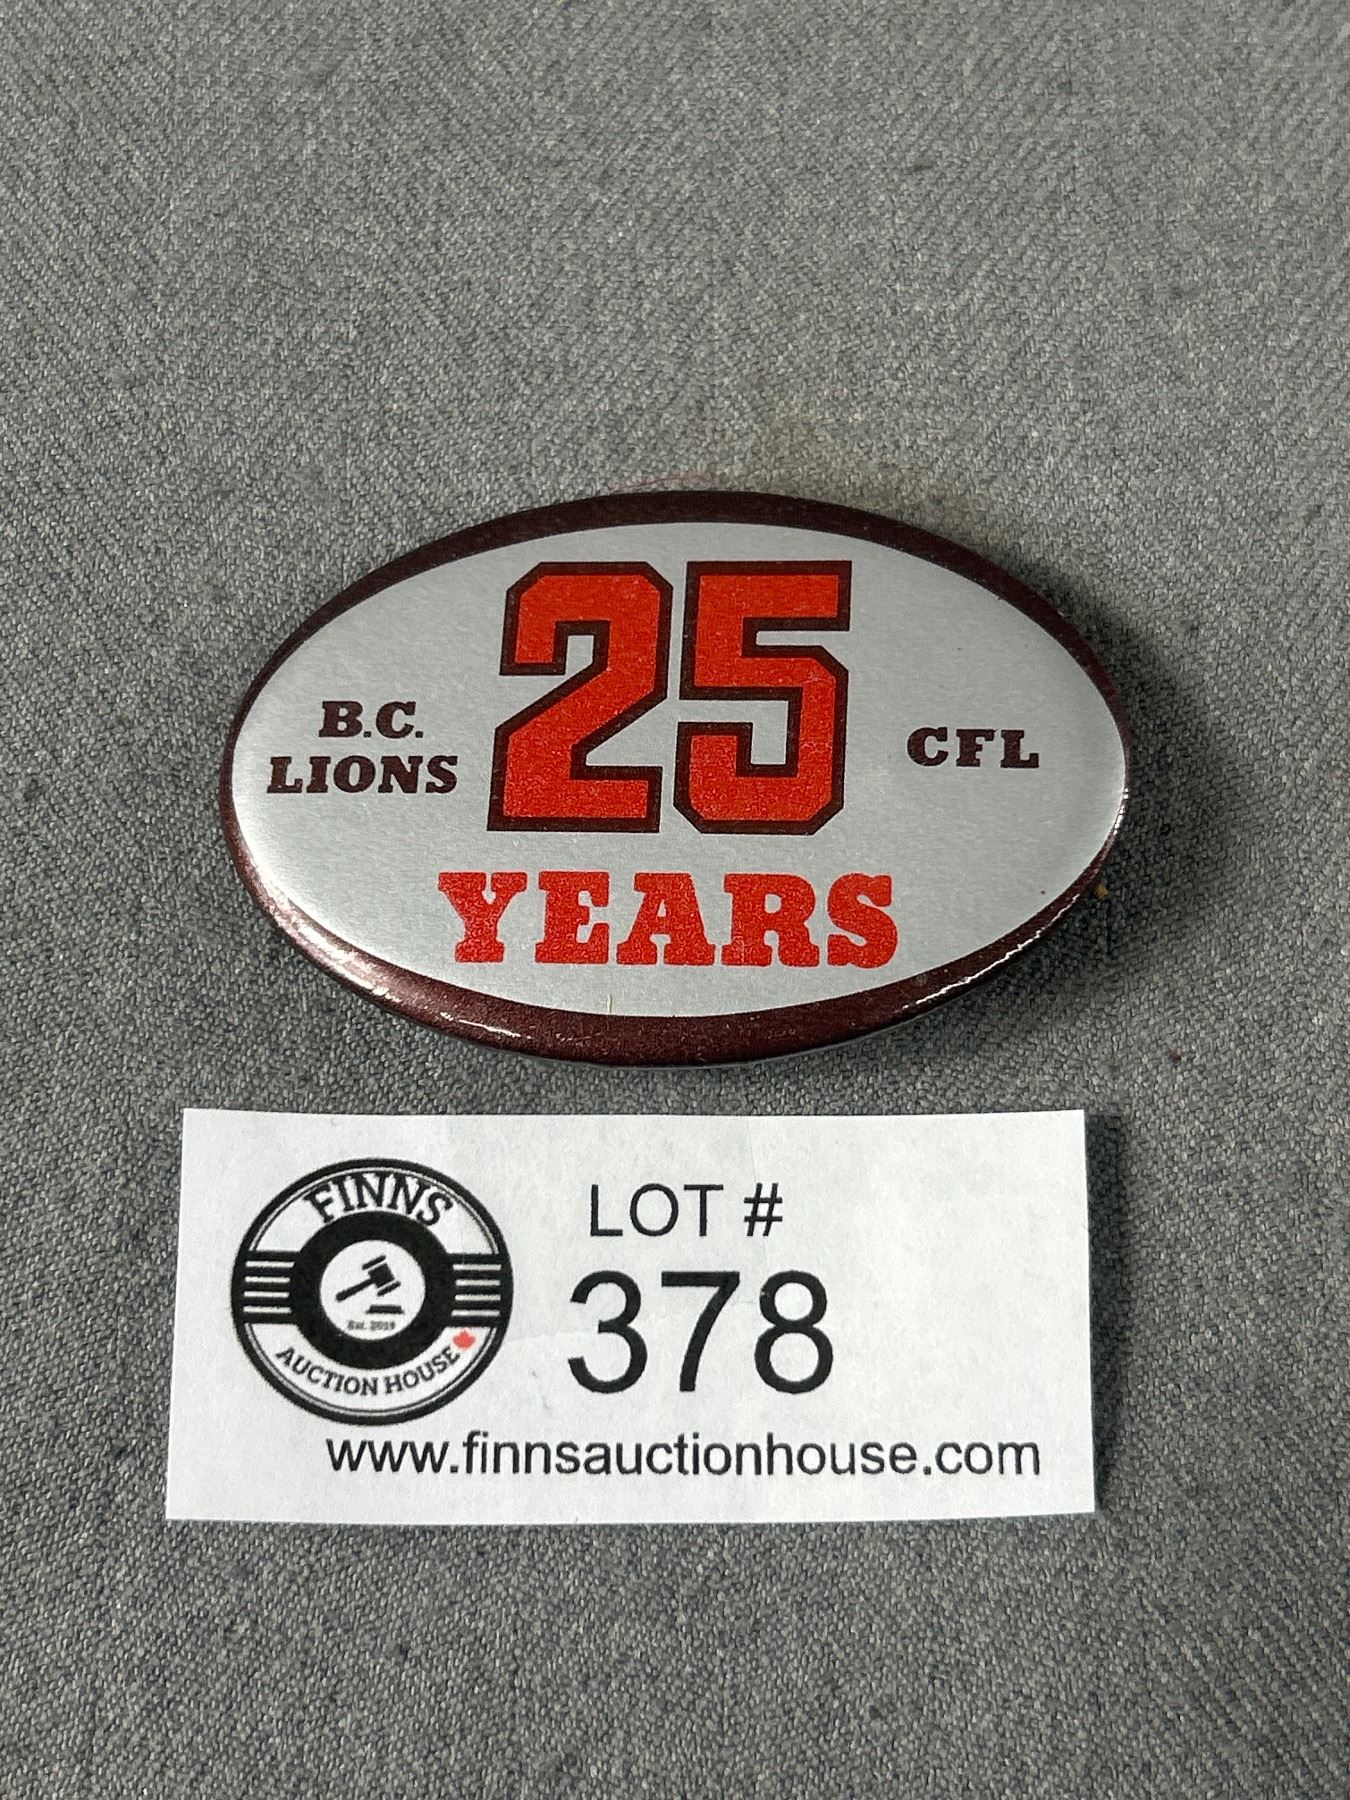 25
B.C.
LIONS
CFL
YEARS
FINNS
Est. 2019
AUCTION HOUSE
LOT #
378
www.finnsauctionhouse.com